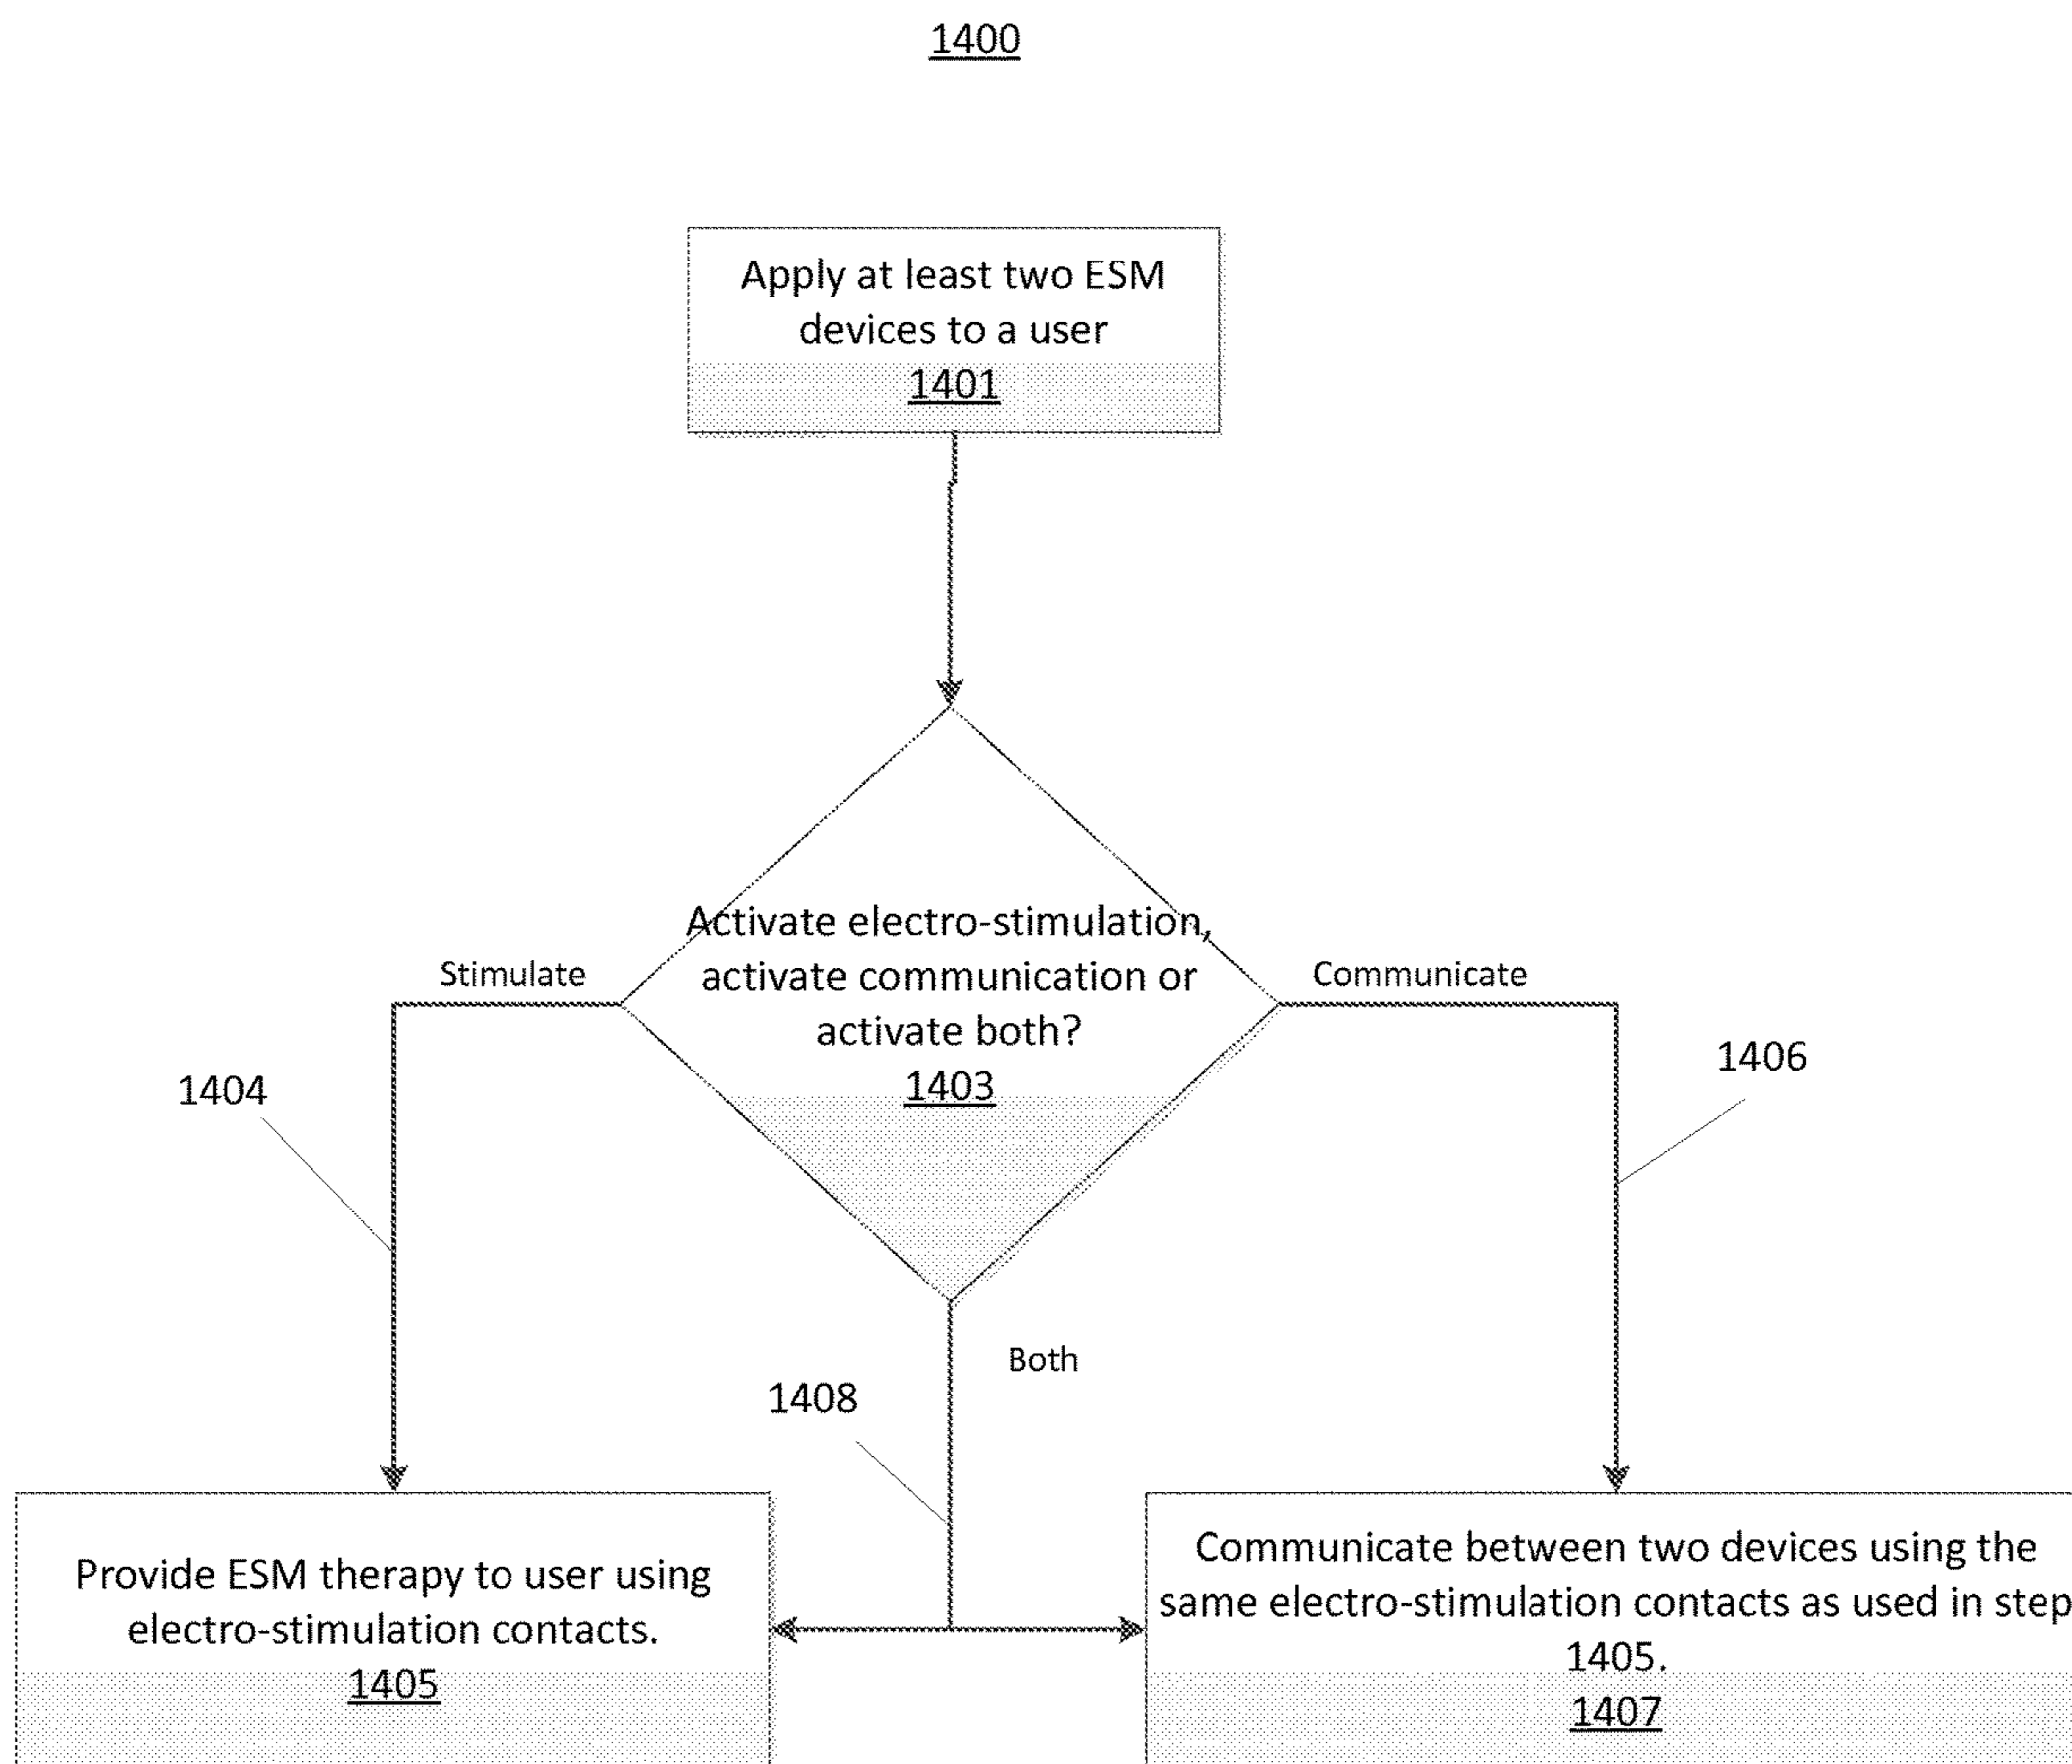 1400
Apply at least two ESM
devices to a user
1401
Activate electro-stimulation,
activate communication or
activate both?
1403
Stimulate
Communicate
1404
1406
Both
1408
Provide ESM therapy to user using
electro-stimulation contacts.
1405
Communicate between two devices using the
same electro-stimulation contacts as used in step
1405.
1407